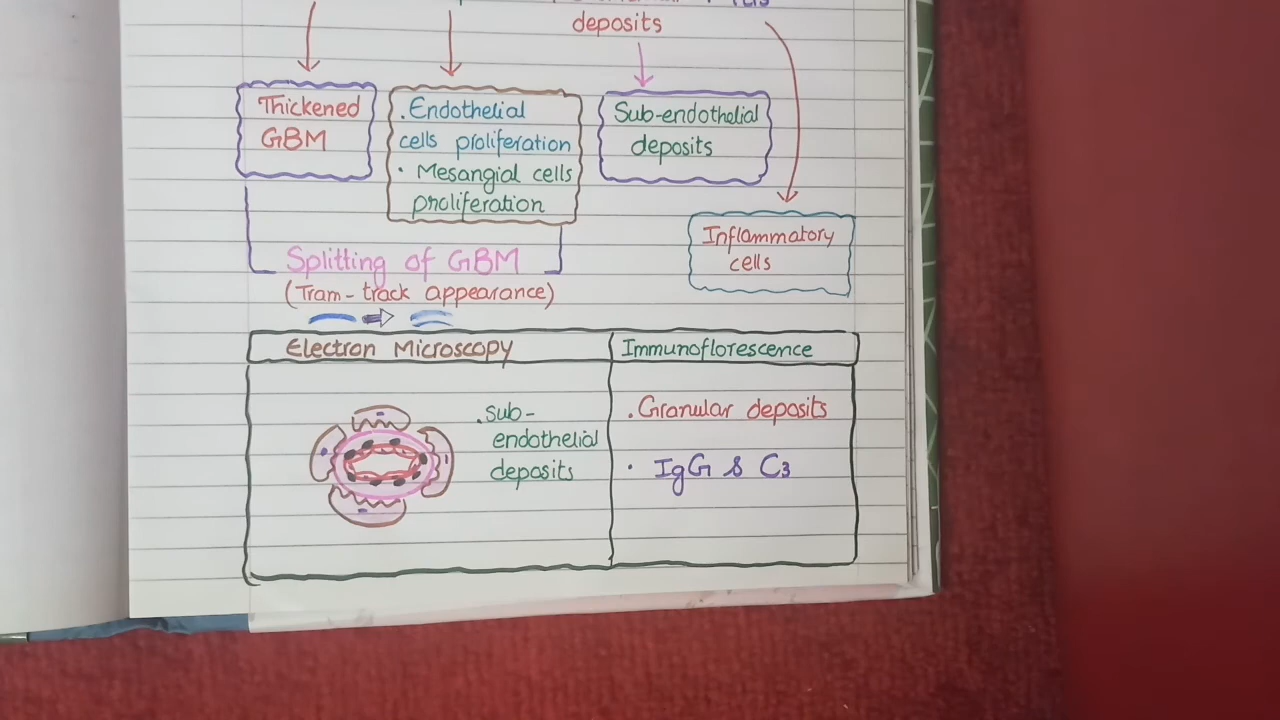 deposits
Thickened
GBM
. Endothelial
cells proliferation
. Mesangial cells
proliferation
Sub-endothelial
deposits
Inflammatory
cells
Splitting of GBM
(Tram-track appearance)
Electron Microscopy
Immunoflorescence
. sub-
endothelial
deposits
. Granular deposits
. IgG & C3